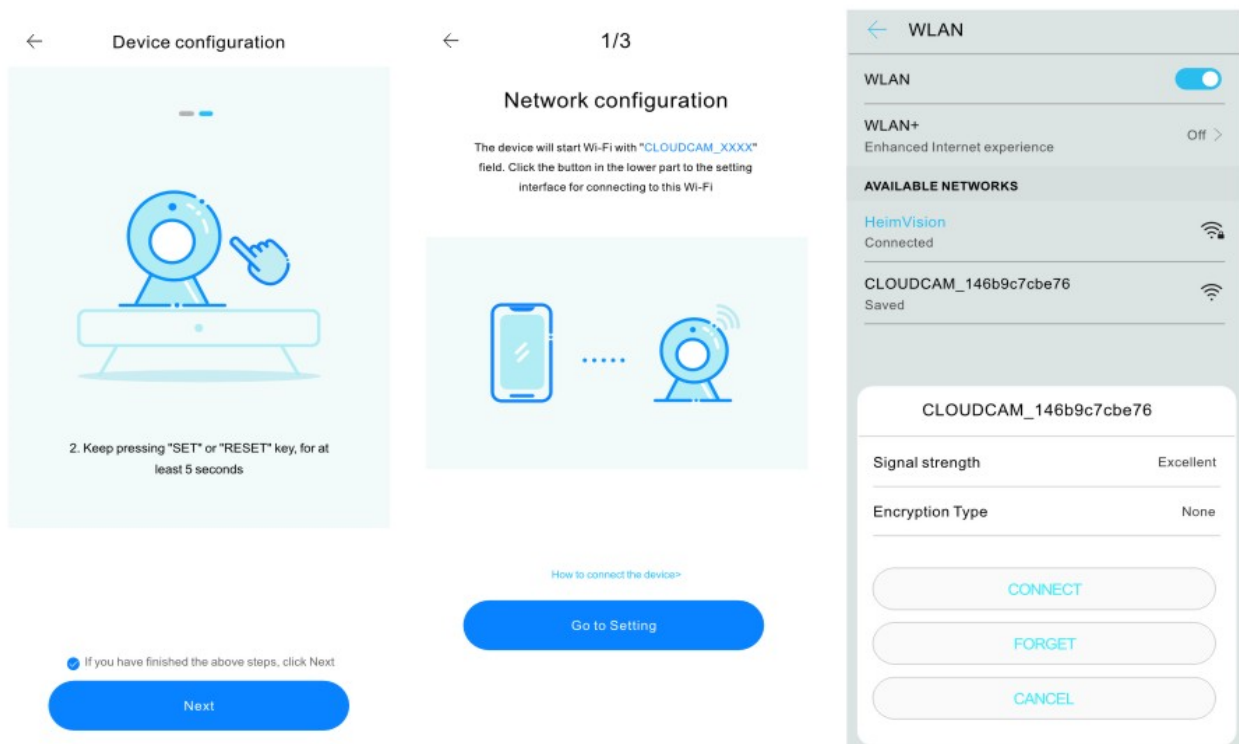 Device configuration
2. Keep pressing "SET" or "RESET" key, for at
least 5 seconds
If you have finished the above steps, click Next
Next
1/3
Network configuration
The device will start Wi-Fi with "CLOUDCAM_XXXX"
field. Click the button in the lower part to the setting
interface for connecting to this Wi-Fi
How to connect the device>
Go to Setting
WLAN
WLAN
WLAN+
Enhanced Internet experience
Off >
AVAILABLE NETWORKS
HeimVision
Connected
CLOUDCAM_146b9c7cbe76
Saved
CLOUDCAM_146b9c7cbe76
Signal strength Excellent
Encryption Type None
CONNECT
FORGET
CANCEL